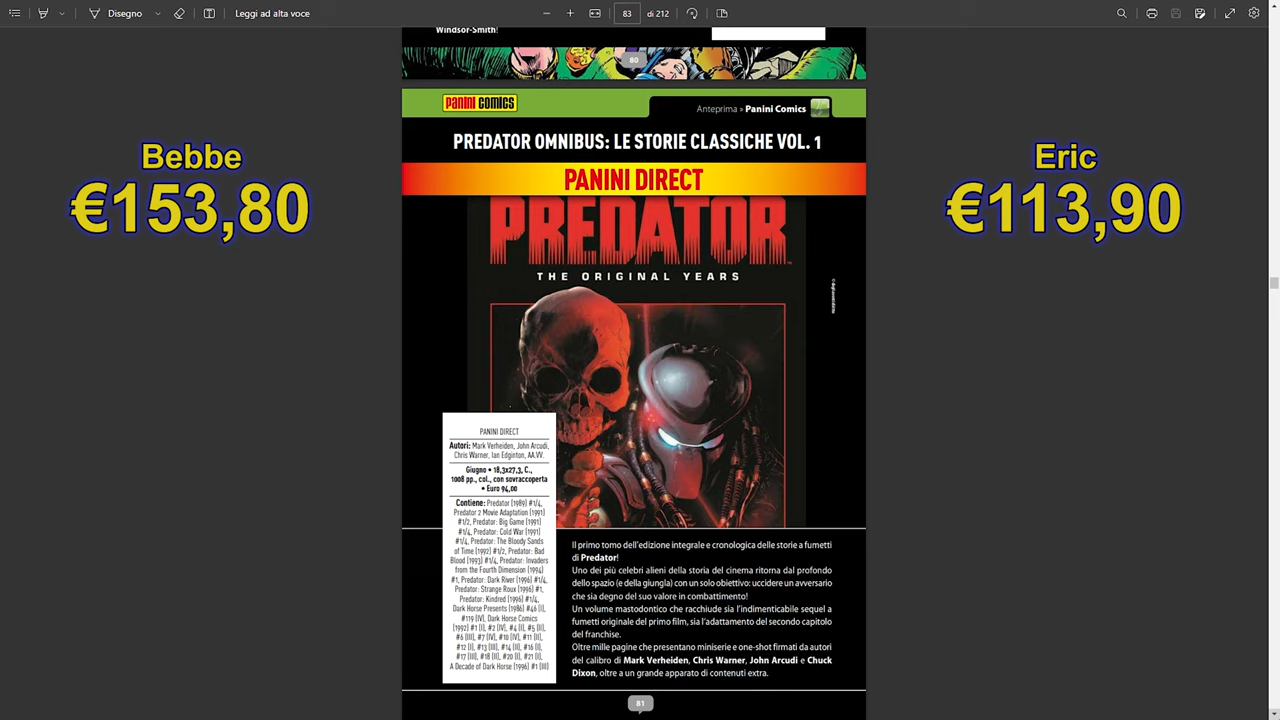 Disegno
Leggi ad alta voce
83
di 212
Windsor-Smith!
80
PANINI COMICS
Anteprima » Panini Comics
PREDATOR OMNIBUS: LE STORIE CLASSICHE VOL. 1
PANINI DIRECT
Bebbe
€153,80
Eric
€113,90
PREDATOR
THE ORIGINAL YEARS
PANINI DIRECT
Autori: Mark Verheiden, John Arcudi,
Chris Warner, Ian Edginton, AA.VV.
Giugno • 18,3x27,3, C.,
1008 pp., col., con sovraccoperta
• Euro 94,00
Contiene: Predator (1989) #1/4,
Predator 2 Movie Adaptation (1991)
#1/2, Predator: Big Game (1991)
#1/4, Predator: Cold War (1991)
#1/4, Predator: The Bloody Sands
of Time (1992) #1/2, Predator: Bad
Blood (1993) #1/4, Predator: Invaders
from the Fourth Dimension (1994)
#1, Predator: Dark River (1996) #1/4,
Predator: Strange Roux (1996) #1,
Predator: Kindred (1996) #1/4,
Dark Horse Presents (1986) #46 (I),
#119 (IV), Dark Horse Comics
(1992) #1 (I), #2 (IV), #4 (I), #5 (II),
#6 (III), #7 (IV), #10 (IV), #11 (II)
#12 (I), #13 (III), #14 (II), #16 (I),
#17 (III), #18 (II), #20 (I), #21 (I),
A Decade of Dark Horse (1996) #1 (III)
Il primo tomo dell'edizione integrale e cronologica delle storie a fumetti
di Predator!
Uno dei più celebri alieni della storia del cinema ritorna dal profondo
dello spazio (e della giungla) con un solo obiettivo: uccidere un avversario
che sia degno del suo valore in combattimento!
Un volume mastodontico che racchiude sia l'indimenticabile sequel a
fumetti originale del primo film, sia l'adattamento del secondo capitolo
del franchise.
Oltre mille pagine che presentano miniserie e one-shot firmati da autori
del calibro di Mark Verheiden, Chris Warner, John Arcudi e Chuck
Dixon, oltre a un grande apparato di contenuti extra.
81